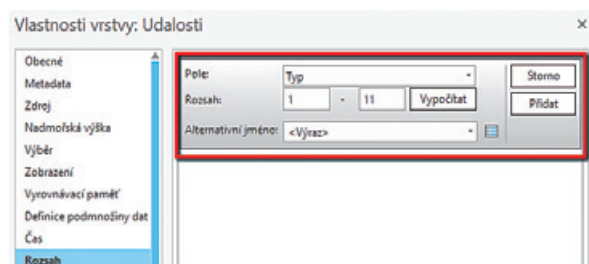 Vlastnosti vrstvy: Udalosti ×
Obecné
Metadata
Zdroj
Nadmořská výška
Výběr
Zobrazení
Vyrovnávací paměť
Definice podmnožiny dat
Čas
Rozsah
Pole: Typ Storno
Rozsah: 1 - 11 Vypočítat Přidat
Alternativní jméno: <Výraz>